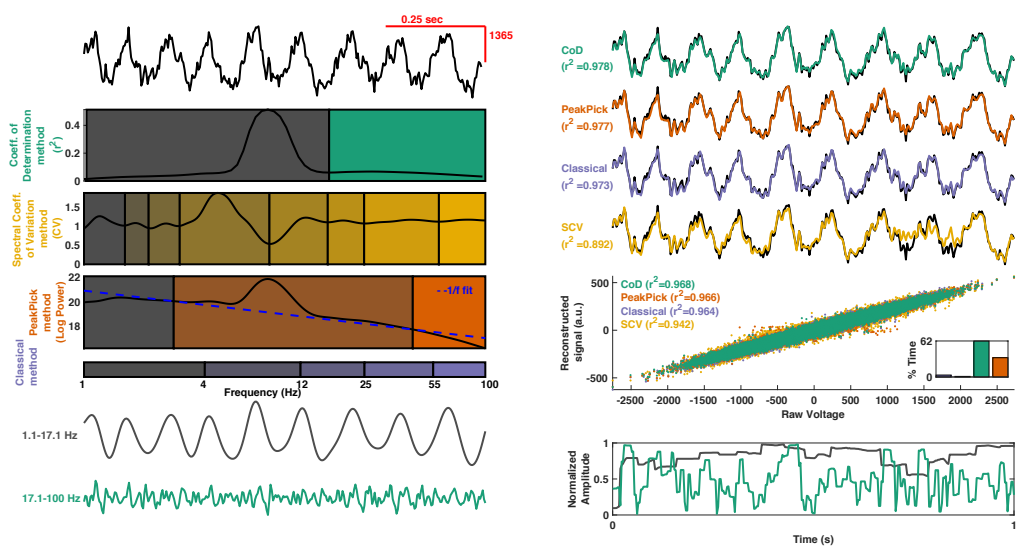 0.25 sec
1365
Coeff. of
Determination
method
(r²)
0.4
0.2
0
Spectral Coeff.
of Variation
method
(CV)
1.5
1
0.5
0
PeakPick
method
(Log Power)
22
20
18
- -1/f fit
Classical
method
1 4 12 25 55 100
Frequency (Hz)
1.1-17.1 Hz
17.1-100 Hz
CoD
(r²=0.978)
PeakPick
(r²=0.977)
Classical
(r²=0.973)
SCV
(r²=0.892)
Reconstructed
signal (a.u.)
500
0
-500
CoD (r²=0.968)
PeakPick (r²=0.966)
Classical (r²=0.964)
SCV (r²=0.942)
% Time
62
0
-2500 -2000 -1500 -1000 -500 0 500 1000 1500 2000 2500
Raw Voltage
Normalized
Amplitude
1
0.5
0
0 1
Time (s)